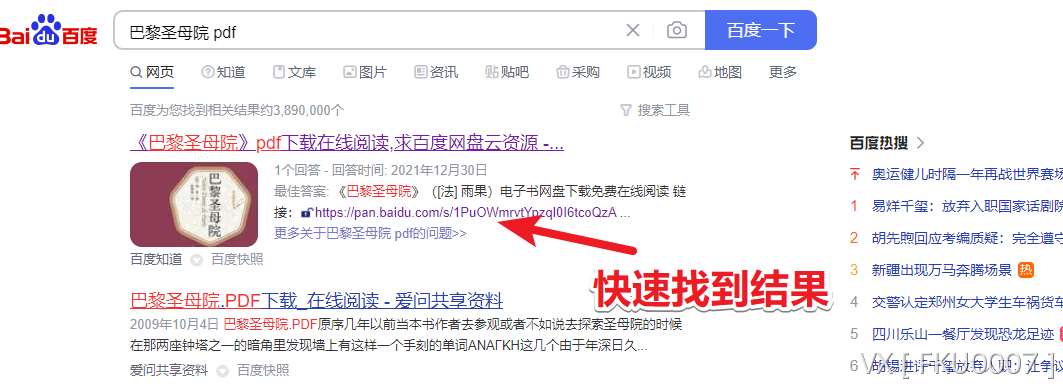 Bai du 百度
巴黎圣母院 pdf
百度一下
网页 知道 文库 图片 资讯 贴吧 采购 视频 地图 更多
百度为您找到相关结果约3,890,000个
搜索工具
《巴黎圣母院》pdf下载在线阅读,求百度网盘云资源 -...
巴黎圣母院
1个回答 - 回答时间: 2021年12月30日
最佳答案: 《巴黎圣母院》([法] 雨果）电子书网盘下载免费在线阅读 链
接：https://pan.baidu.com/s/1PuOWmrvtYpzqI0I6tcoQzA ...
更多关于巴黎圣母院 pdf的问题>>
百度知道 百度快照
快速找到结果
巴黎圣母院.PDF下载_在线阅读 - 爱问共享资料
2009年10月4日 巴黎圣母院.PDF原序几年以前当本书作者去参观或者不如说去探索圣母院的时候
在那两座钟塔之一的暗角里发现墙上有这样一个手刻的单词ANAΓKH这几个由于年深日久...
爱问共享资料 百度快照
百度热搜
奥运健儿时隔一年再战世界赛场
1 易烊千玺：放弃入职国家话剧院
2 胡先煦回应考编质疑：完全遵守
3 新疆出现万马奔腾场景 热
4 交警认定郑州女大学生车祸货车
5 四川乐山一餐厅发现恐龙足迹
6
VX [ FKU0007 ]